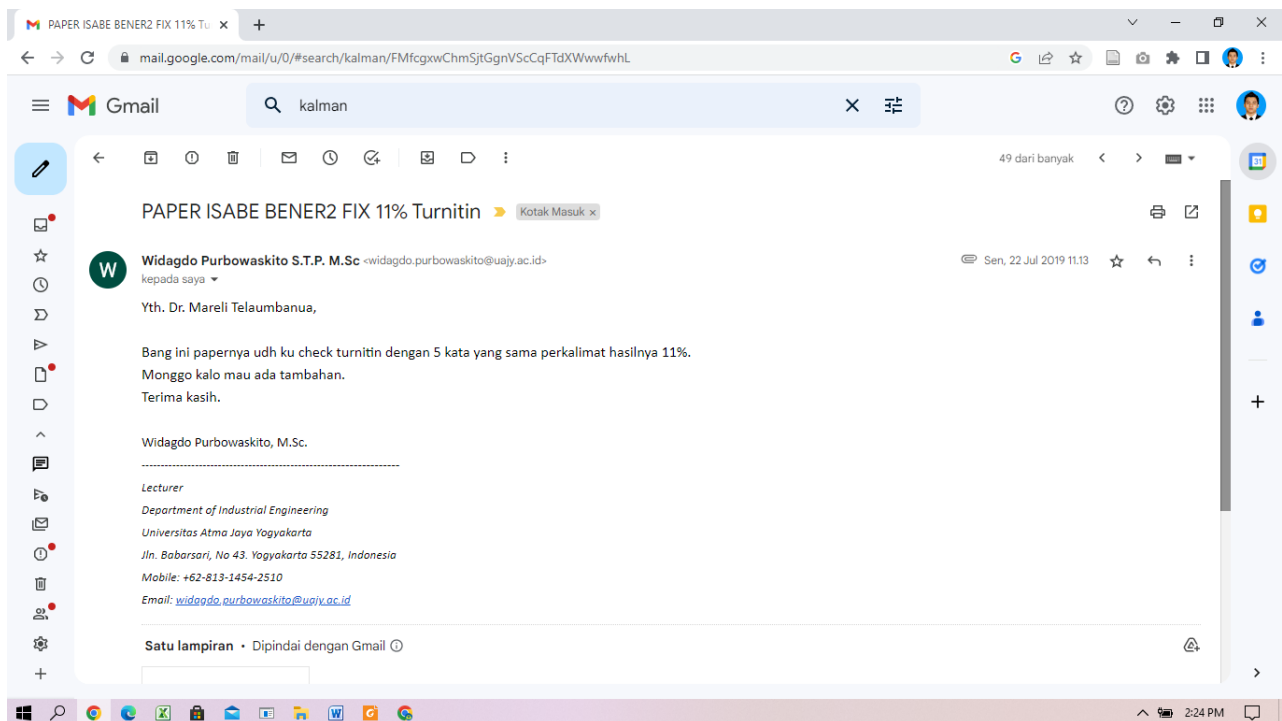 PAPER ISABE BENER2 FIX 11% Tu
mail.google.com/mail/u/0/#search/kalman/FMfcgxwChmSjtGgnVScCqFTdXWwwfwhL
Gmail
kalman
49 dari banyak
31
PAPER ISABE BENER2 FIX 11% Turnitin
Kotak Masuk ×
W
Widagdo Purbowaskito S.T.P. M.Sc <widagdo.purbowaskito@uajy.ac.id>
Sen, 22 Jul 2019 11.13
kepada saya
Yth. Dr. Mareli Telaumbanua,
Bang ini papernya udh ku check turnitin dengan 5 kata yang sama perkalimat hasilnya 11%.
Monggo kalo mau ada tambahan.
Terima kasih.
Widagdo Purbowaskito, M.Sc.
------------------------------------------------------------------
Lecturer
Department of Industrial Engineering
Universitas Atma Jaya Yogyakarta
Jln. Babarsari, No 43. Yogyakarta 55281, Indonesia
Mobile: +62-813-1454-2510
Email: widagdo.purbowaskito@uajy.ac.id
Satu lampiran • Dipindai dengan Gmail
2:24 PM